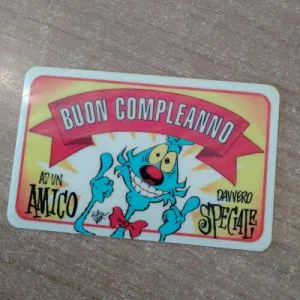 BUON COMPLEANNO
AD UN
AMICO
DAVVERO
SPECIALE